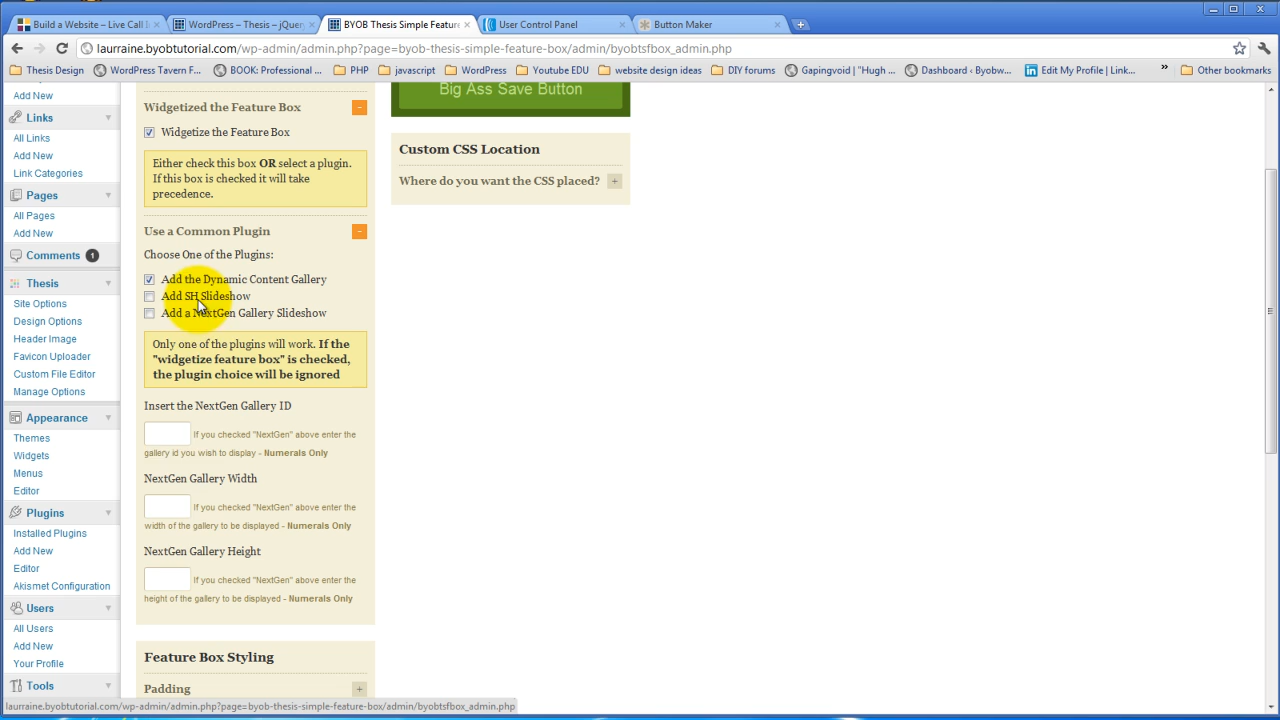 Build a Website – Live Call I
WordPress – Thesis – jQuery
BYOB Thesis Simple Feature
User Control Panel
Button Maker
laurraine.byobtutorial.com/wp-admin/admin.php?page=byob-thesis-simple-feature-box/admin/byobtsfbox_admin.php
Thesis Design
WordPress Tavern F...
BOOK: Professional ...
PHP
javascript
WordPress
Youtube EDU
website design ideas
DIY forums
Gapingvoid | "Hugh ...
Dashboard ‹ Byobw...
Edit My Profile | Link...
»
Other bookmarks
Add New
Links
All Links
Add New
Link Categories
Pages
All Pages
Add New
Comments 1
Thesis
Site Options
Design Options
Header Image
Favicon Uploader
Custom File Editor
Manage Options
Appearance
Themes
Widgets
Menus
Editor
Plugins
Installed Plugins
Add New
Editor
Akismet Configuration
Users
All Users
Add New
Your Profile
Tools
Widgetized the Feature Box
Widgetize the Feature Box
Either check this box OR select a plugin.
If this box is checked it will take
precedence.
Use a Common Plugin
Choose One of the Plugins:
Add the Dynamic Content Gallery
Add SH Slideshow
Add a NextGen Gallery Slideshow
Only one of the plugins will work. If the
"widgetize feature box" is checked,
the plugin choice will be ignored
Insert the NextGen Gallery ID
If you checked "NextGen" above enter the
gallery id you wish to display - Numerals Only
NextGen Gallery Width
If you checked "NextGen" above enter the
width of the gallery to be displayed - Numerals Only
NextGen Gallery Height
If you checked "NextGen" above enter the
height of the gallery to be displayed - Numerals Only
Feature Box Styling
Padding
Big Ass Save Button
Custom CSS Location
Where do you want the CSS placed?
laurraine.byobtutorial.com/wp-admin/admin.php?page=byob-thesis-simple-feature-box/admin/byobtsfbox_admin.php